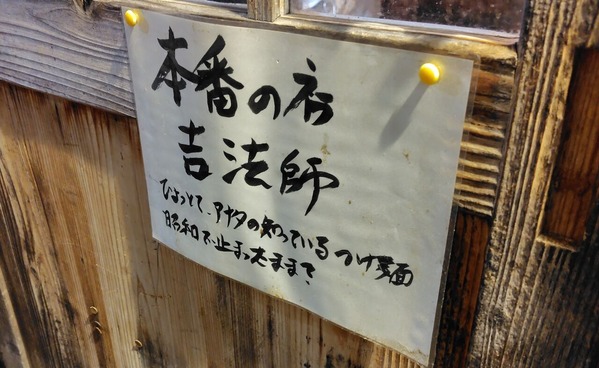 本番の店
吉法師
ひょっとして、アナタの知っているつけ麺
昭和で止まったままで